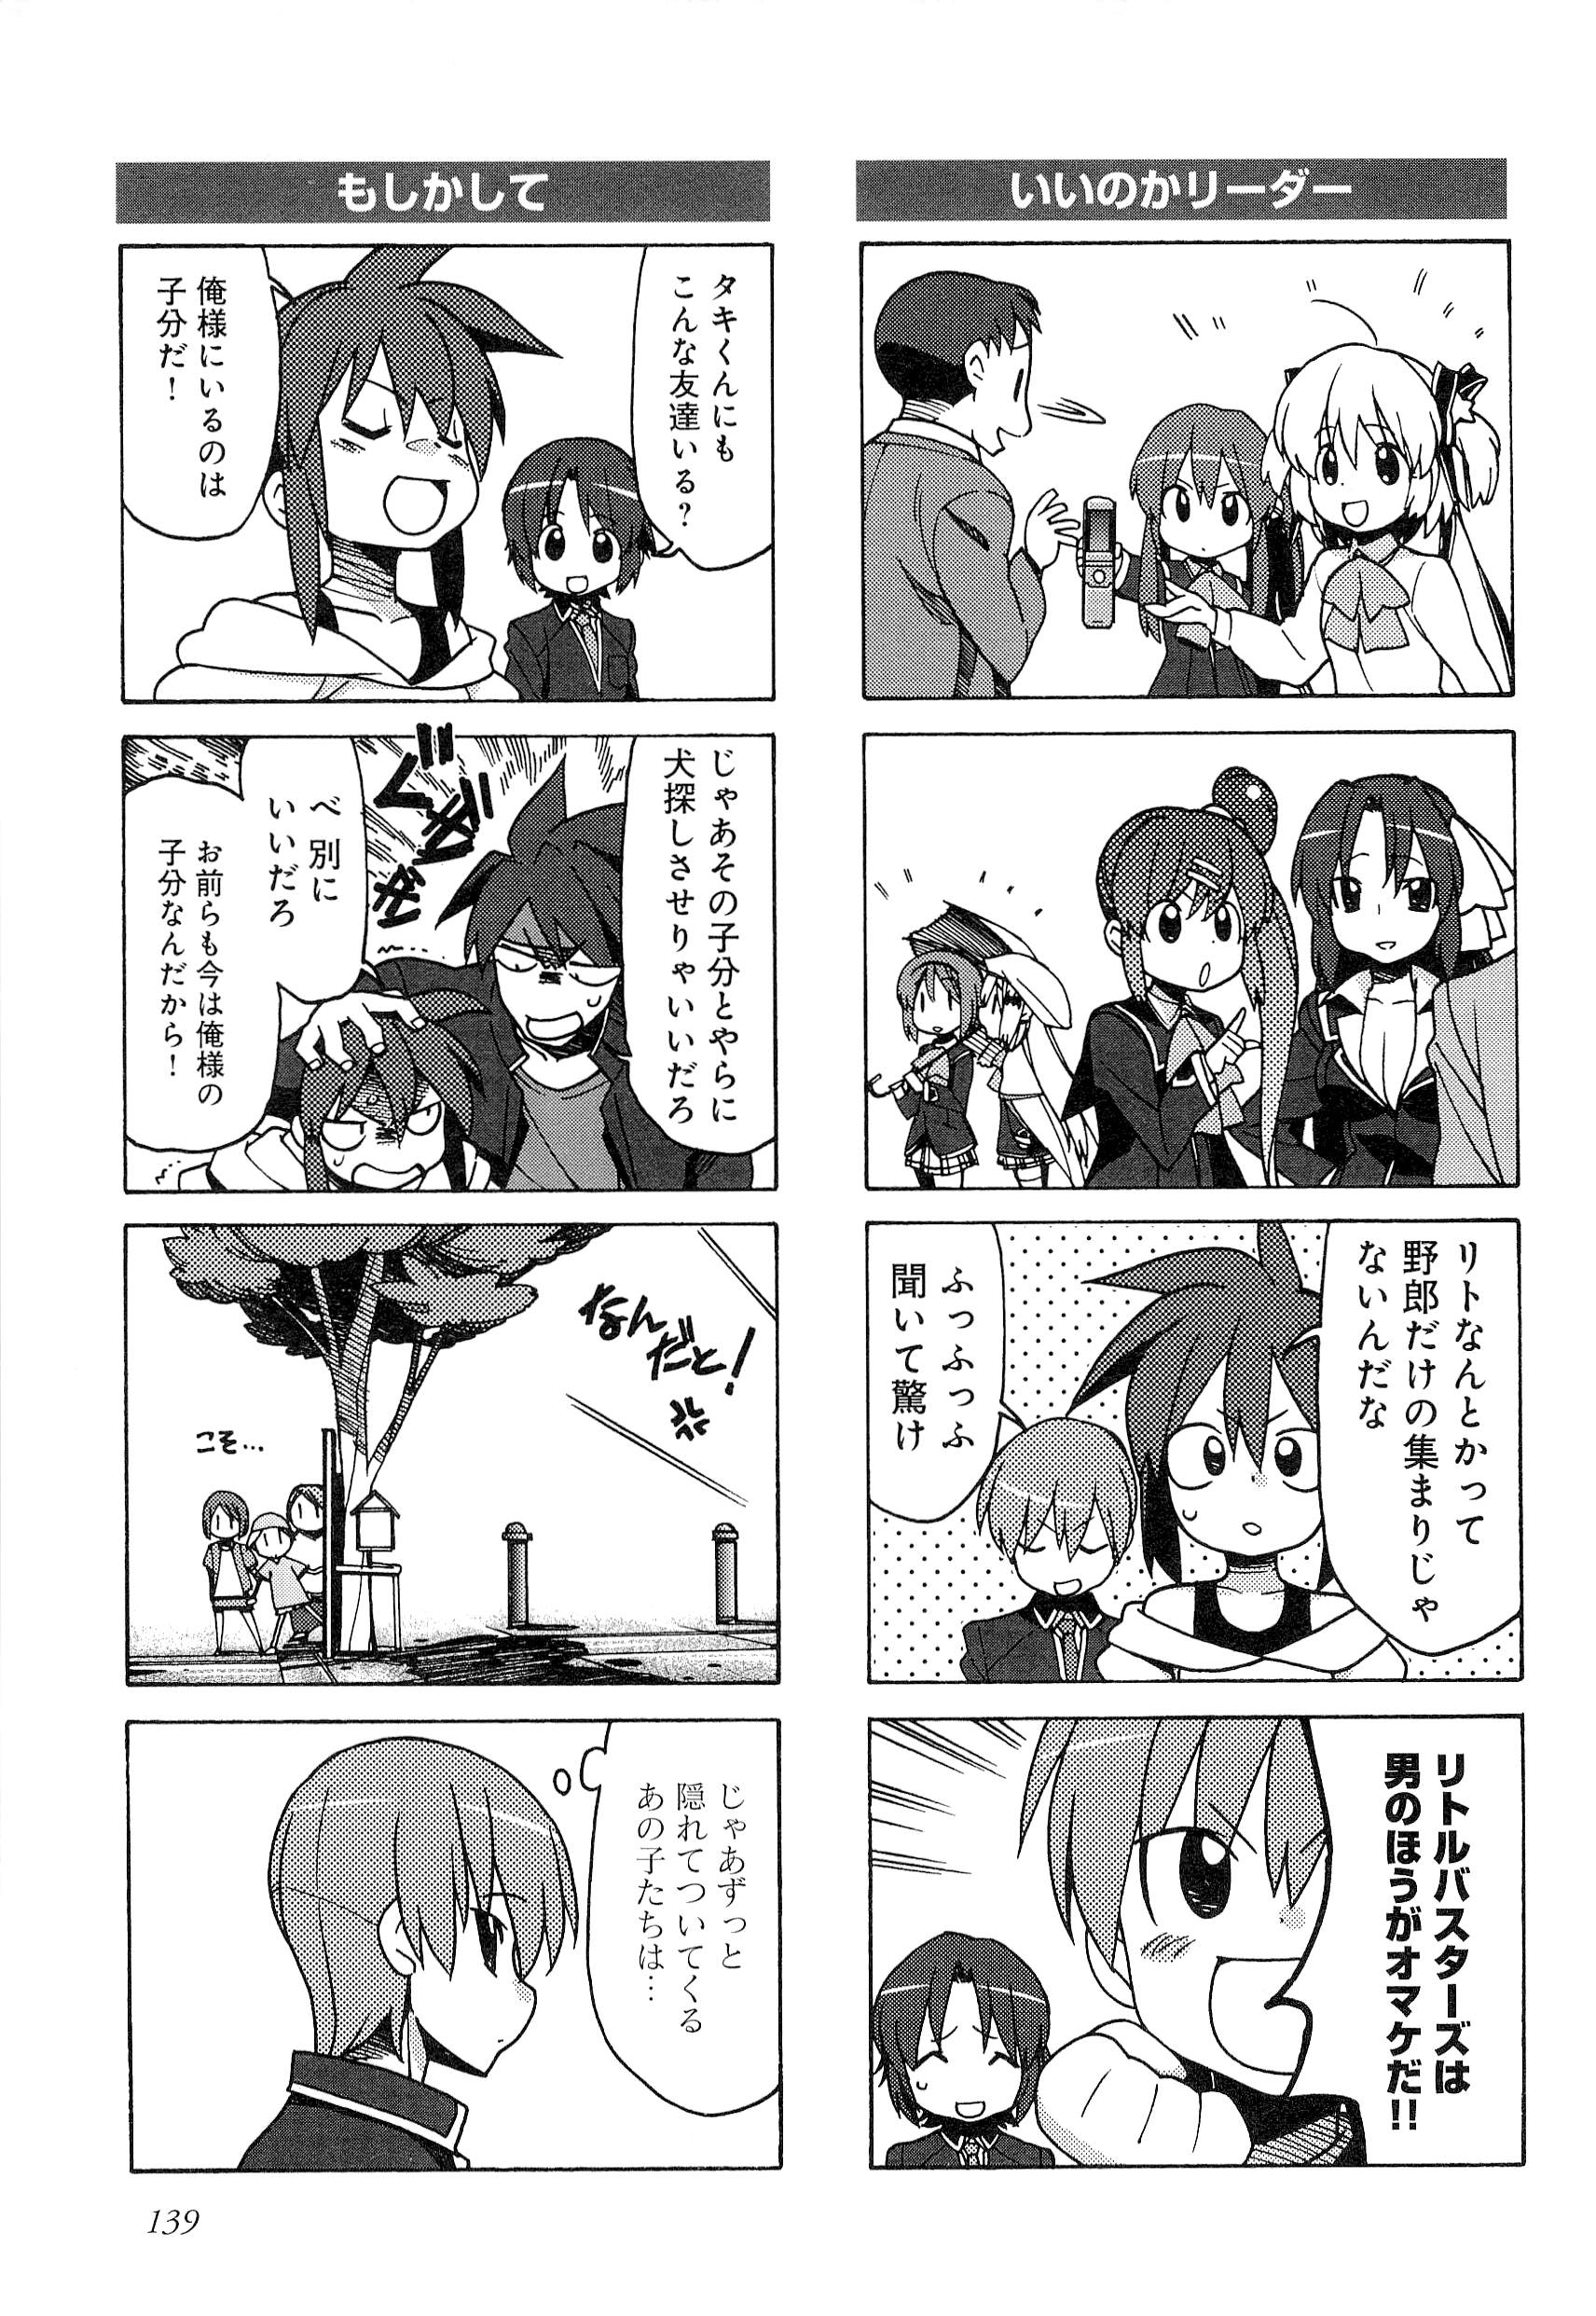 いいのかリーダー
リトなんとかって
野郎だけの集まりじゃ
ないんだな
ふっふっふっふ
聞いて驚け
リトルバスターズは
男のほうがオマケだ!!
もしかして
タキくんにも
こんな友達いる?
俺様にいるのは
子分だ!
じゃあその子分とやらに
犬探しさせりゃいいだろ
ぐぎぎぎ
べ 別に
いいだろ
お前らも今は俺様の
子分なんだから!
なんだと!
こそ…
じゃあずっと
隠れてついてくる
あの子たちは…
139